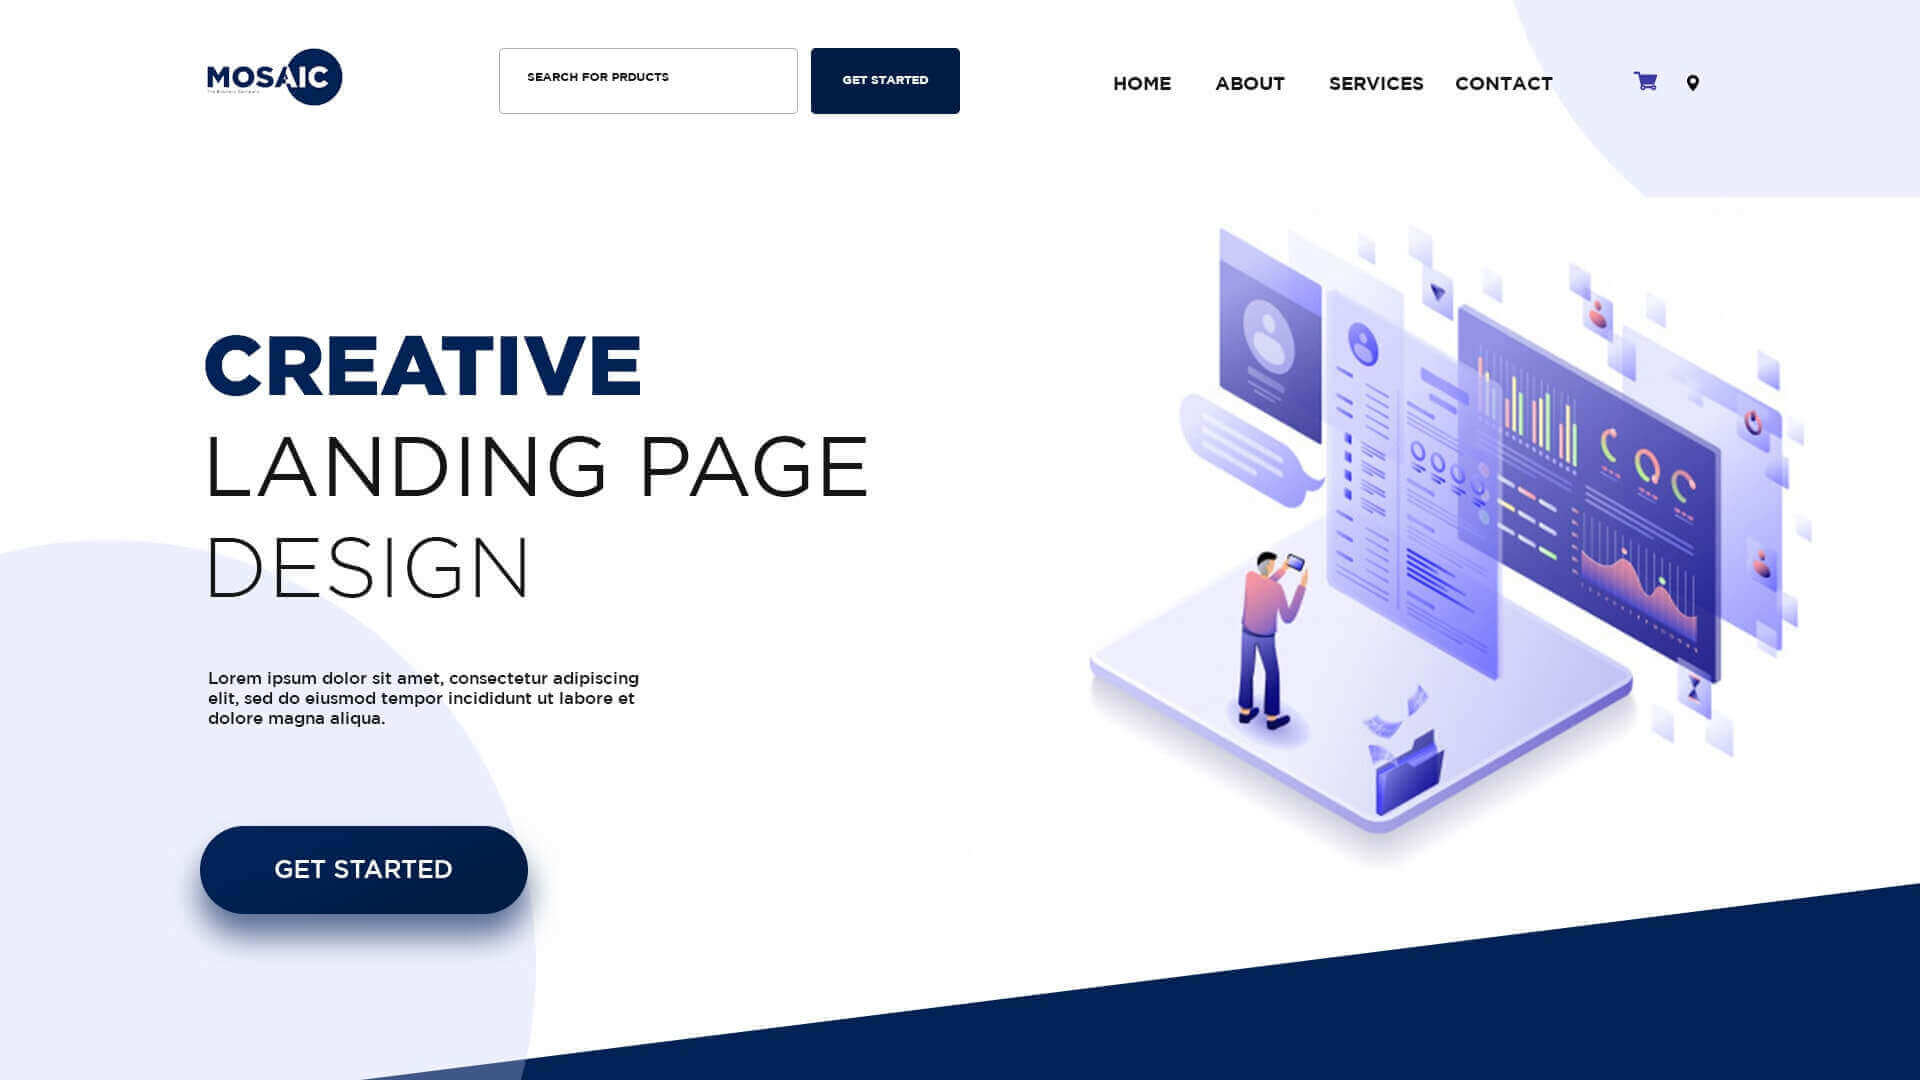 MOSAIC
SEARCH FOR PRDUCTS
GET STARTED
HOME
ABOUT
SERVICES
CONTACT
CREATIVE
LANDING PAGE
DESIGN
Lorem ipsum dolor sit amet, consectetur adipiscing
elit, sed do eiusmod tempor incididunt ut labore et
dolore magna aliqua.
GET STARTED